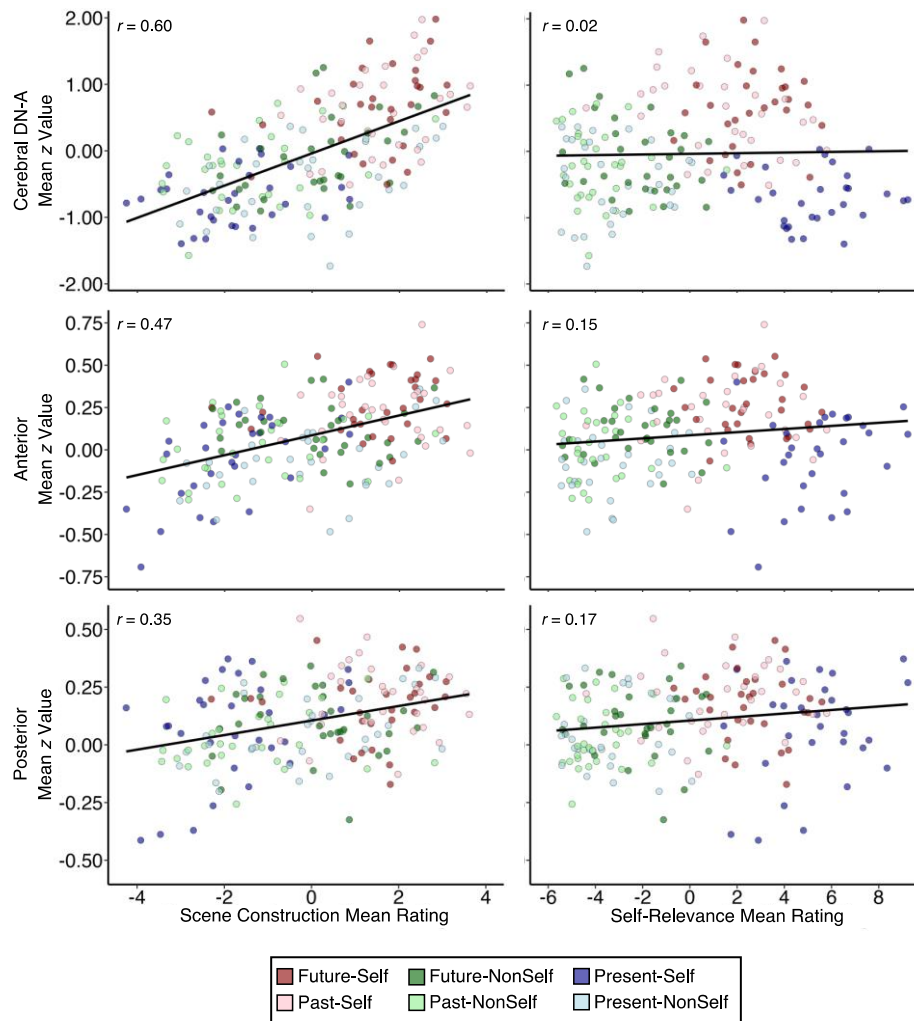 r = 0.60
r = 0.02
Cerebral DN-A
Mean z Value
2.00
1.00
0.00
-1.00
-2.00
r = 0.47
r = 0.15
Anterior
Mean z Value
0.75
0.50
0.25
0.00
-0.25
-0.50
-0.75
r = 0.35
r = 0.17
Posterior
Mean z Value
0.50
0.25
0.00
-0.25
-0.50
-4 -2 0 2 4
-6 -4 -2 0 2 4 6 8
Scene Construction Mean Rating
Self-Relevance Mean Rating
Future-Self Future-NonSelf Present-Self
Past-Self Past-NonSelf Present-NonSelf